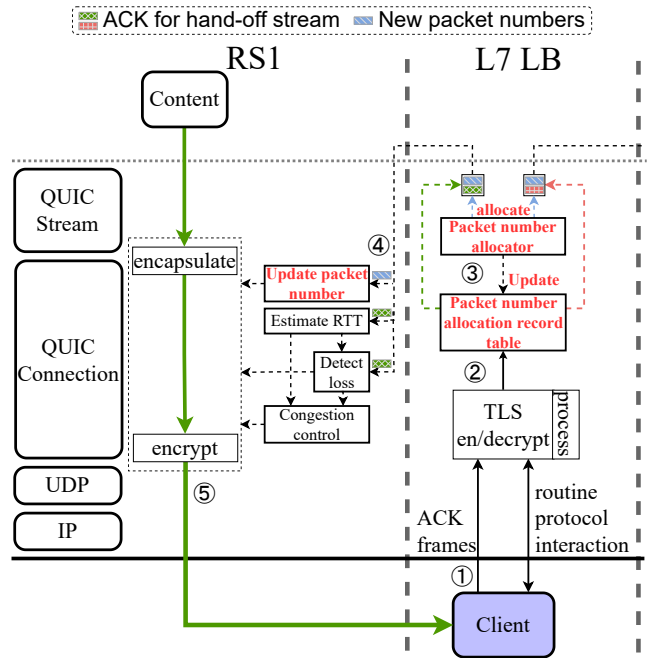 ACK for hand-off stream
New packet numbers
RS1
L7 LB
Content
QUIC
Stream
allocate
Packet number
allocator
④
encapsulate
Update packet
number
③
Update
QUIC
Connection
Estimate RTT
Packet number
allocation record
table
Detect
loss
②
Congestion
control
TLS
en/decrypt
process
encrypt
UDP
⑤
IP
ACK
frames
routine
protocol
interaction
①
Client